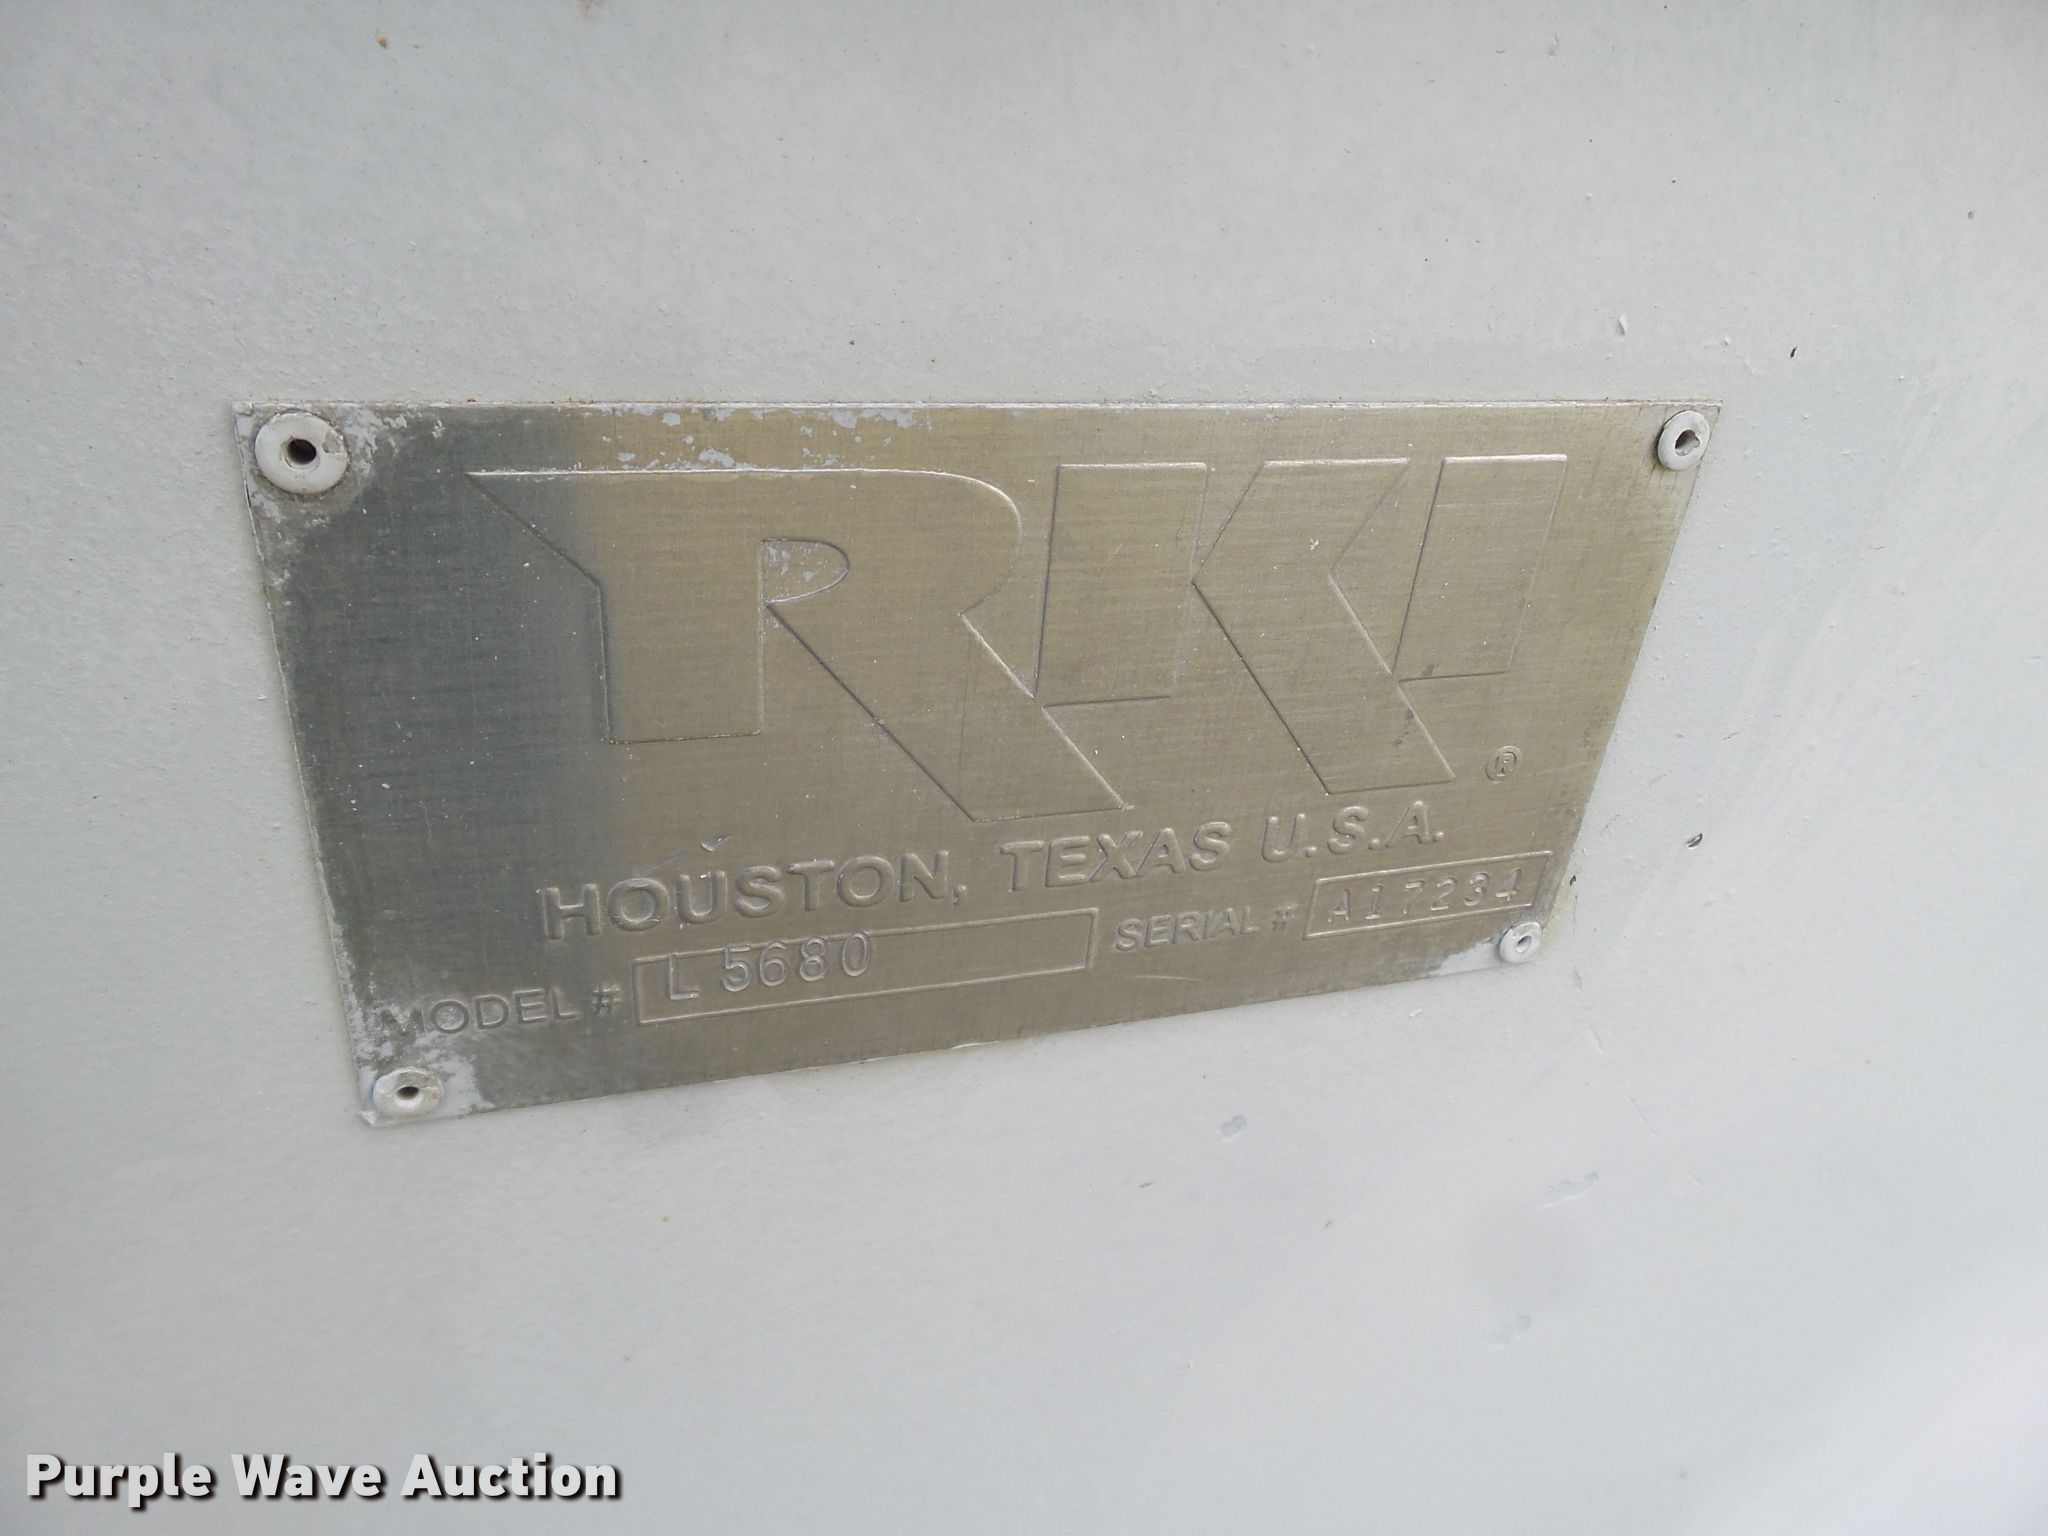 RKI ®
HOUSTON, TEXAS U.S.A.
MODEL # L 5680 SERIAL # A17234
Purple Wave Auction